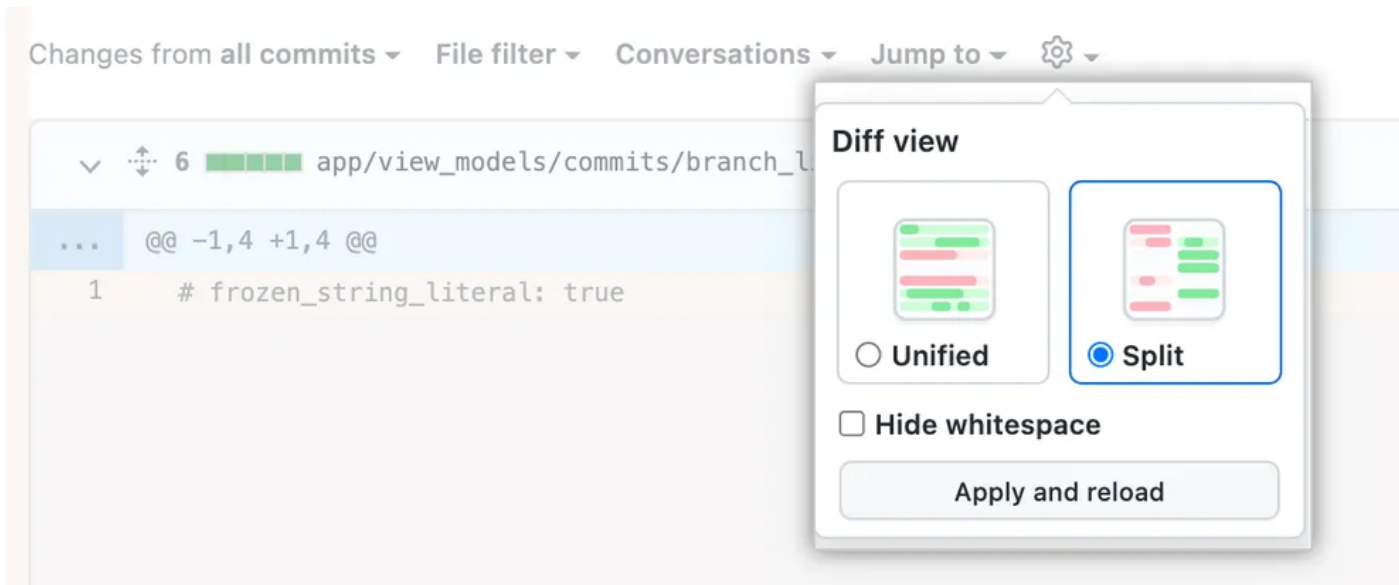 Changes from all commits File filter Conversations Jump to
6 app/view_models/commits/branch_l
... @@ -1,4 +1,4 @@
1 # frozen_string_literal: true
Diff view
Unified Split
Hide whitespace
Apply and reload